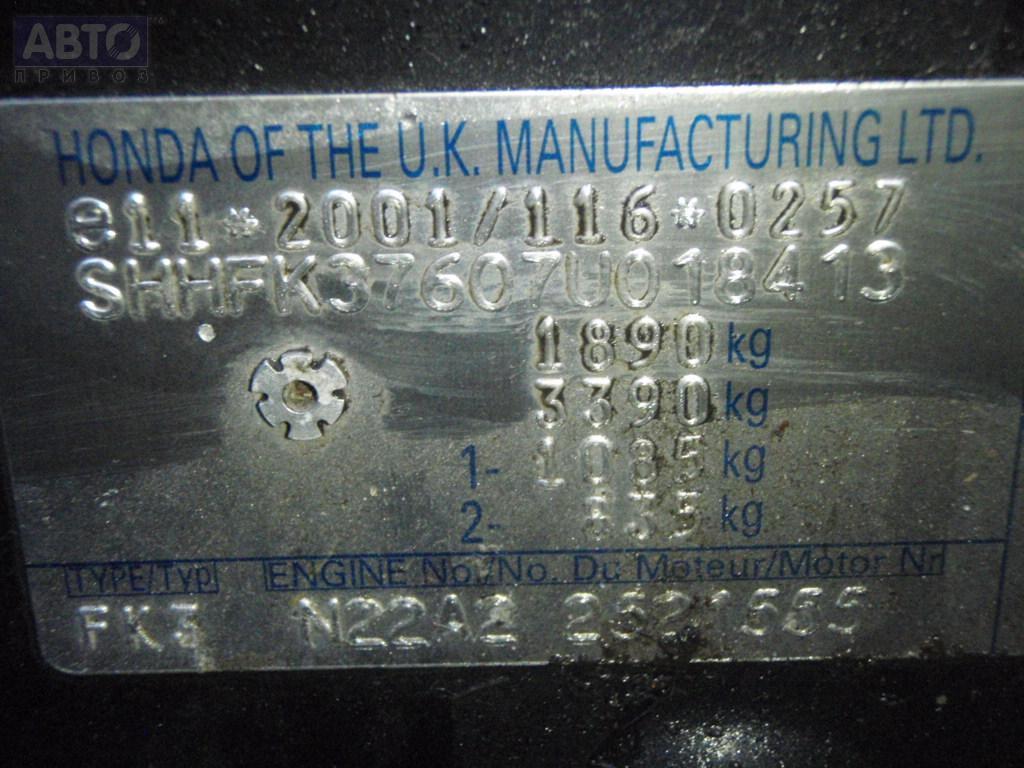 АВТО
ПРИВОЗ
HONDA OF THE U.K. MANUFACTURING LTD.
e11*2001/116*0257
SHHFK37607U018413
1890 kg
3390 kg
1- 1085 kg
2- kg
TYPE/TYP ENGINE No./No. Du Moteur/Motor Nr
FK3 N22A2